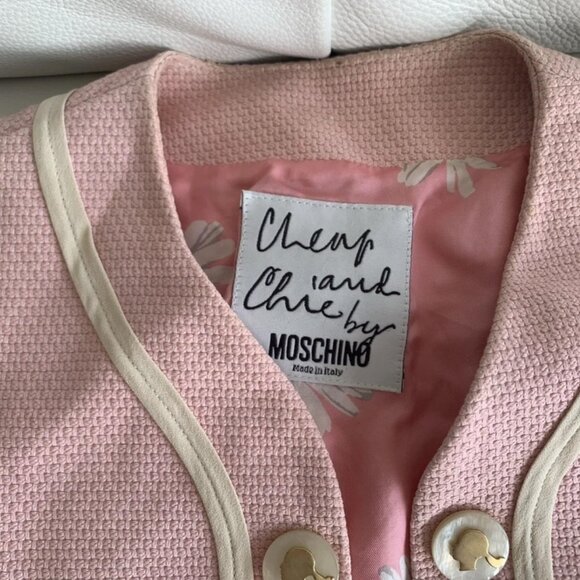 Cheap
and
Chic
by
MOSCHINO
Made in Italy